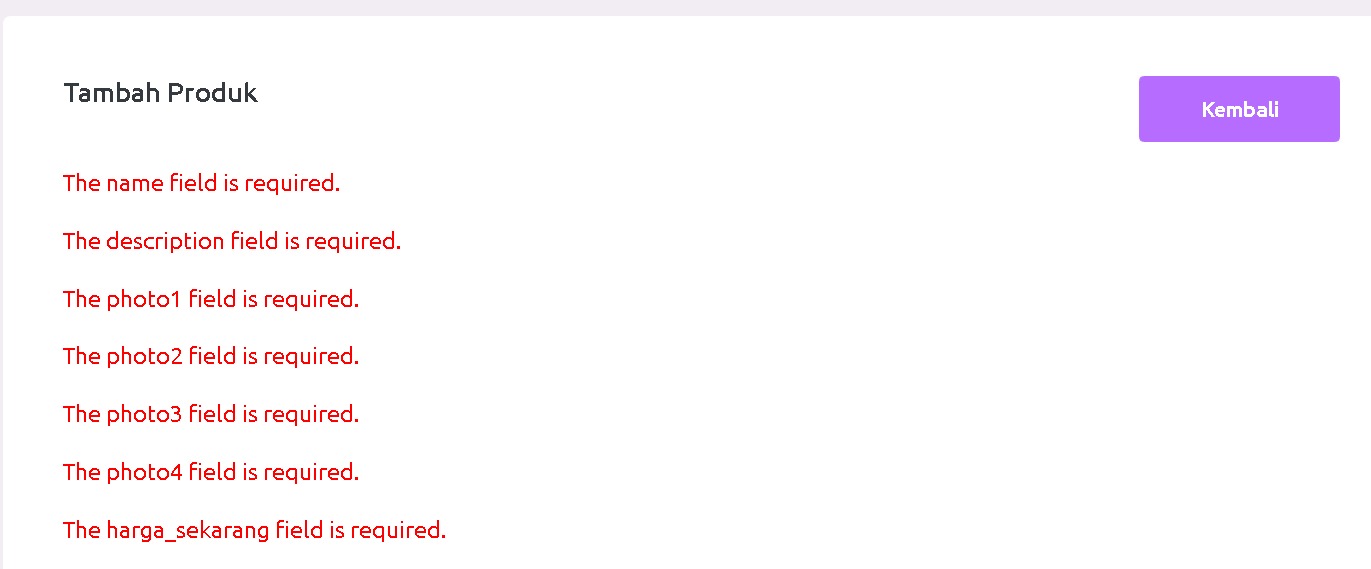 Tambah Produk
Kembali
The name field is required.
The description field is required.
The photo1 field is required.
The photo2 field is required.
The photo3 field is required.
The photo4 field is required.
The harga_sekarang field is required.